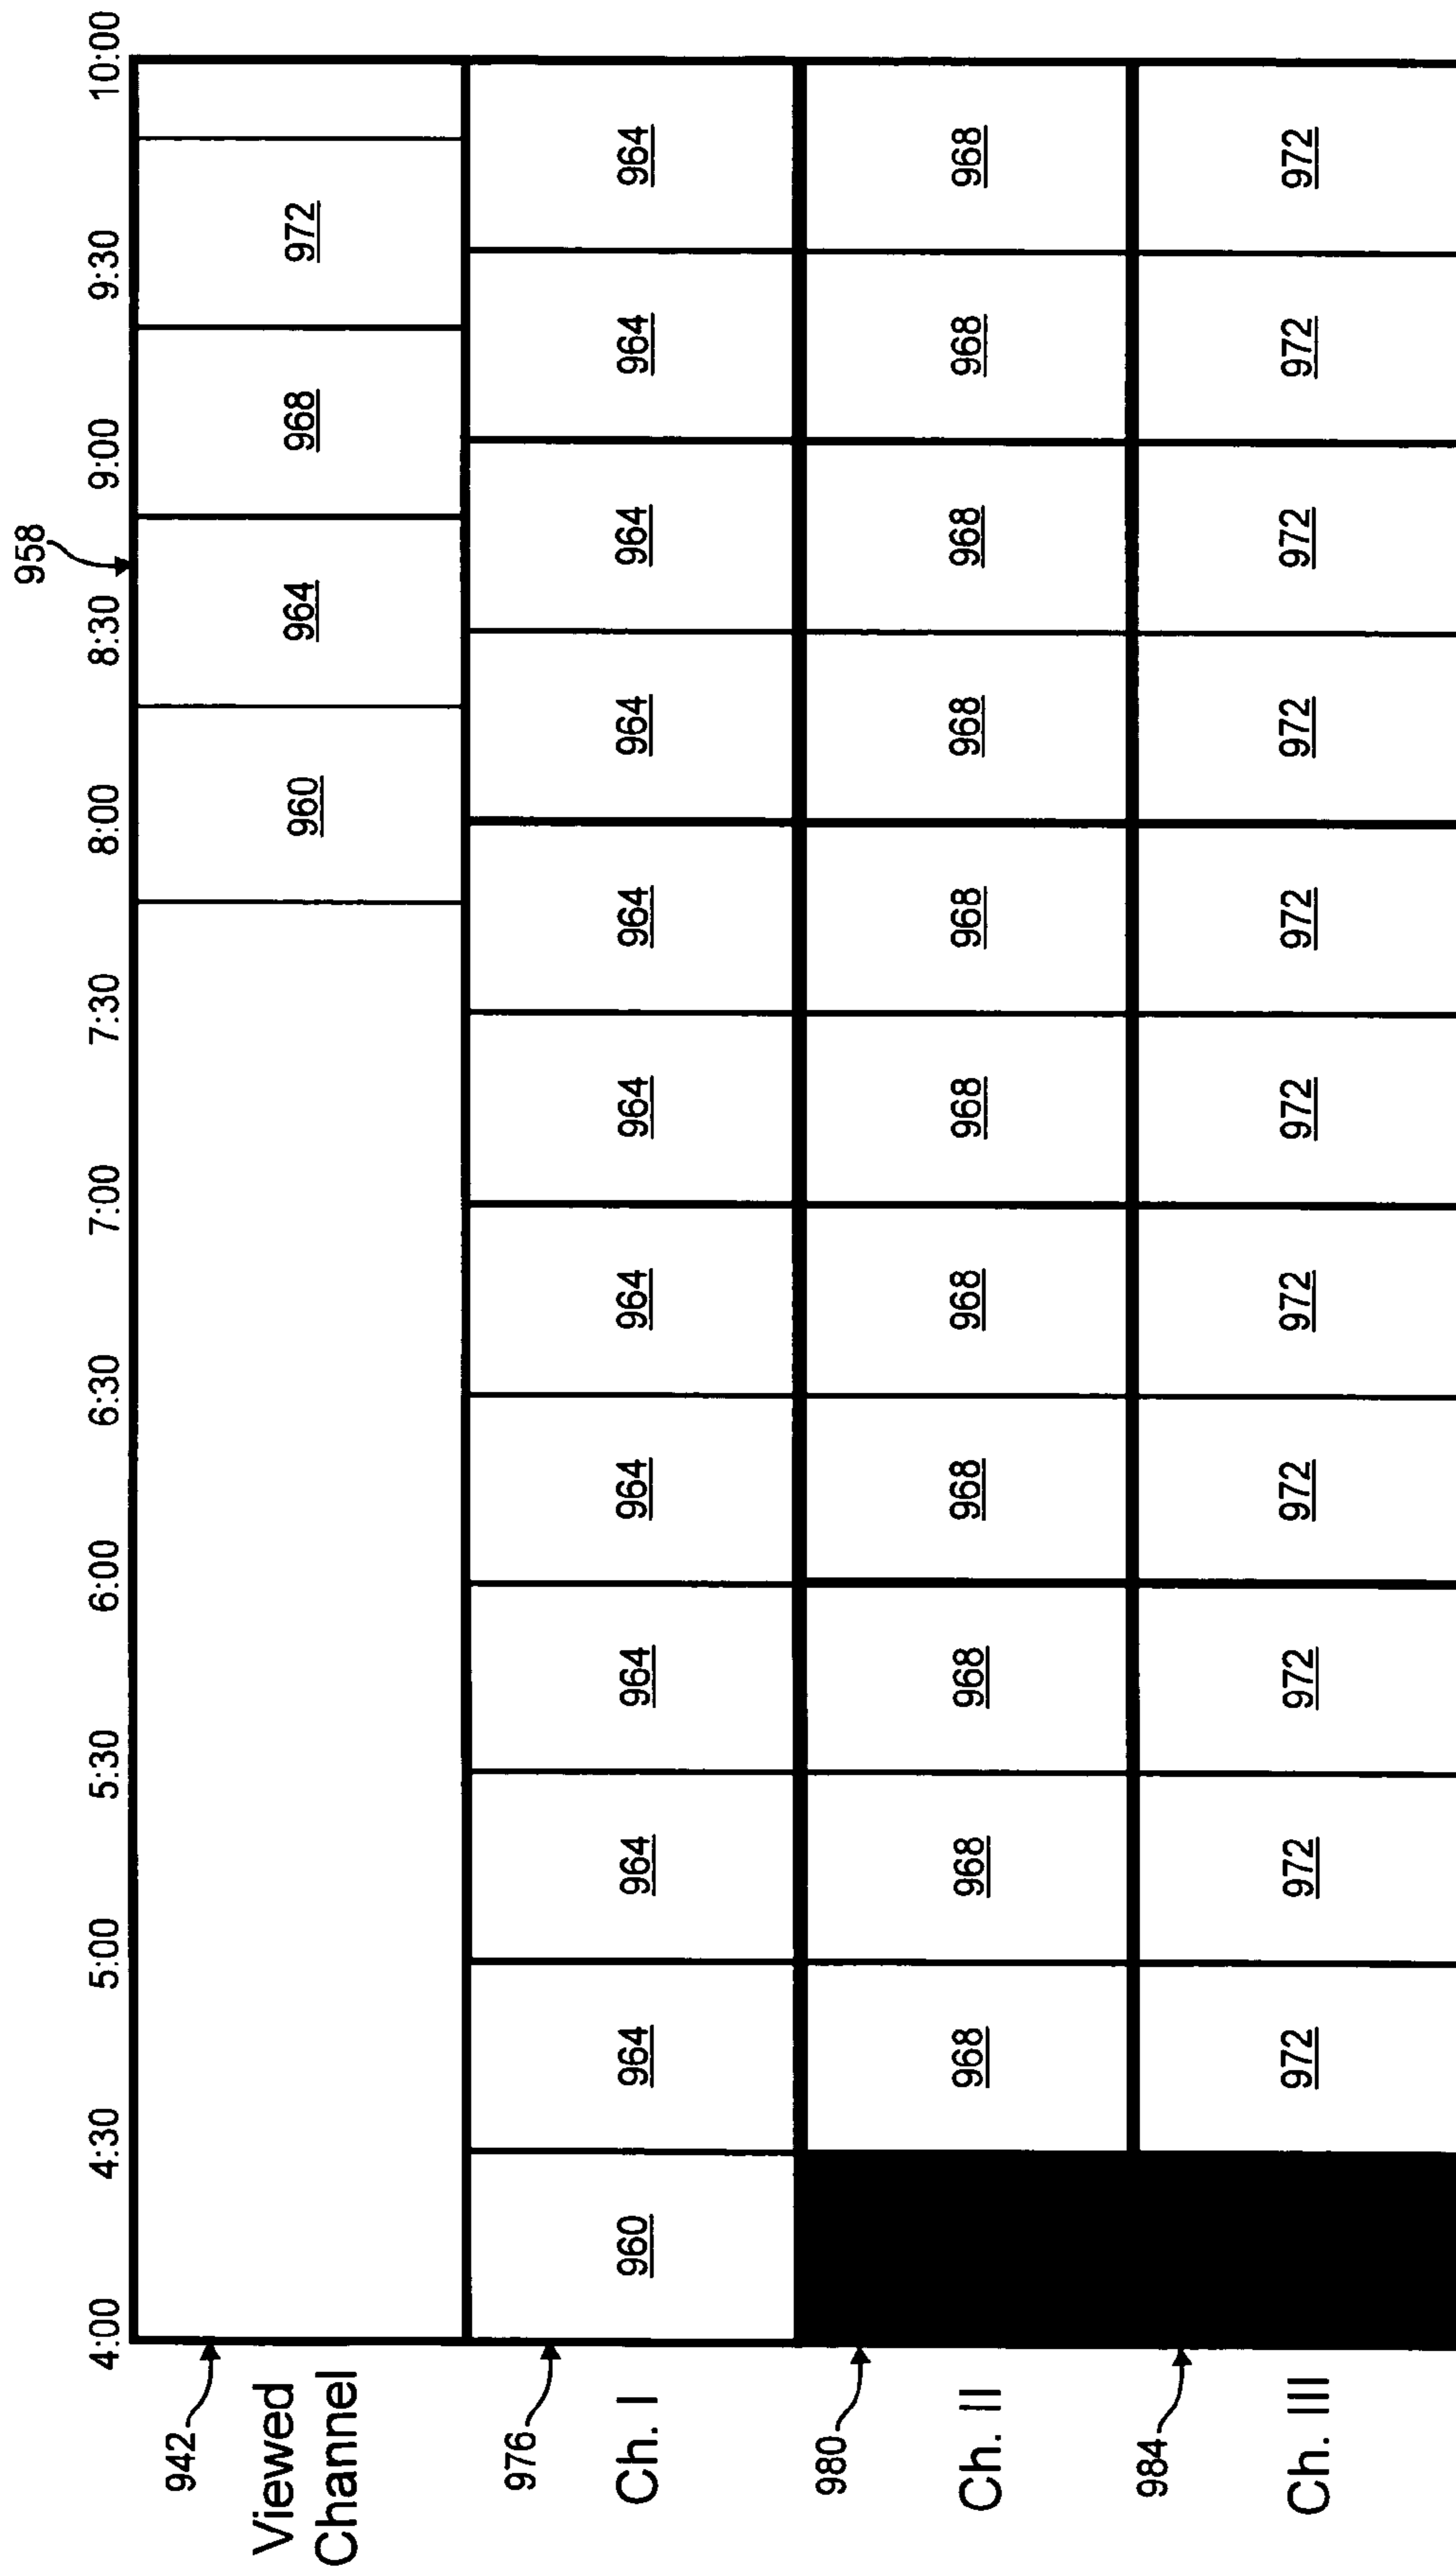 958
4:00 4:30 5:00 5:30 6:00 6:30 7:00 7:30 8:00 8:30 9:00 9:30 10:00
942
Viewed
Channel
960 964 968 972
976
Ch. I 960 964 964 964 964 964 964 964 964 964 964 964
980
Ch. II 968 968 968 968 968 968 968 968 968 968 968
984
Ch. III 972 972 972 972 972 972 972 972 972 972 972